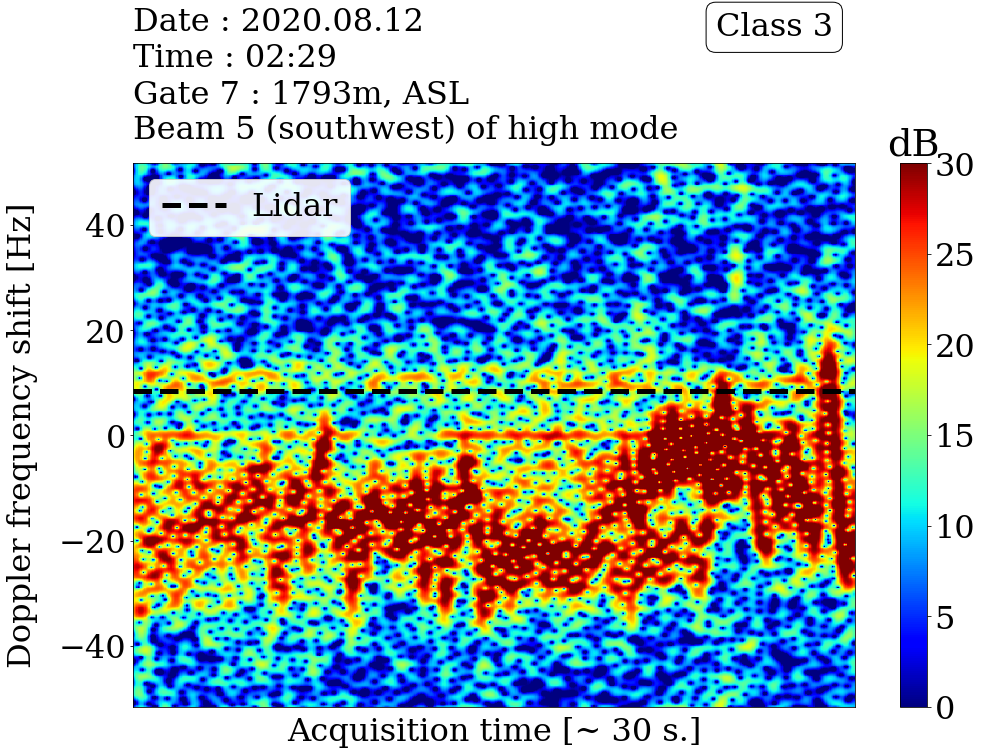 Date : 2020.08.12
Time : 02:29
Gate 7 : 1793m, ASL
Beam 5 (southwest) of high mode
Class 3
dB
Lidar
Doppler frequency shift [Hz]
40
20
0
−20
−40
Acquisition time [~ 30 s.]
30
25
20
15
10
5
0